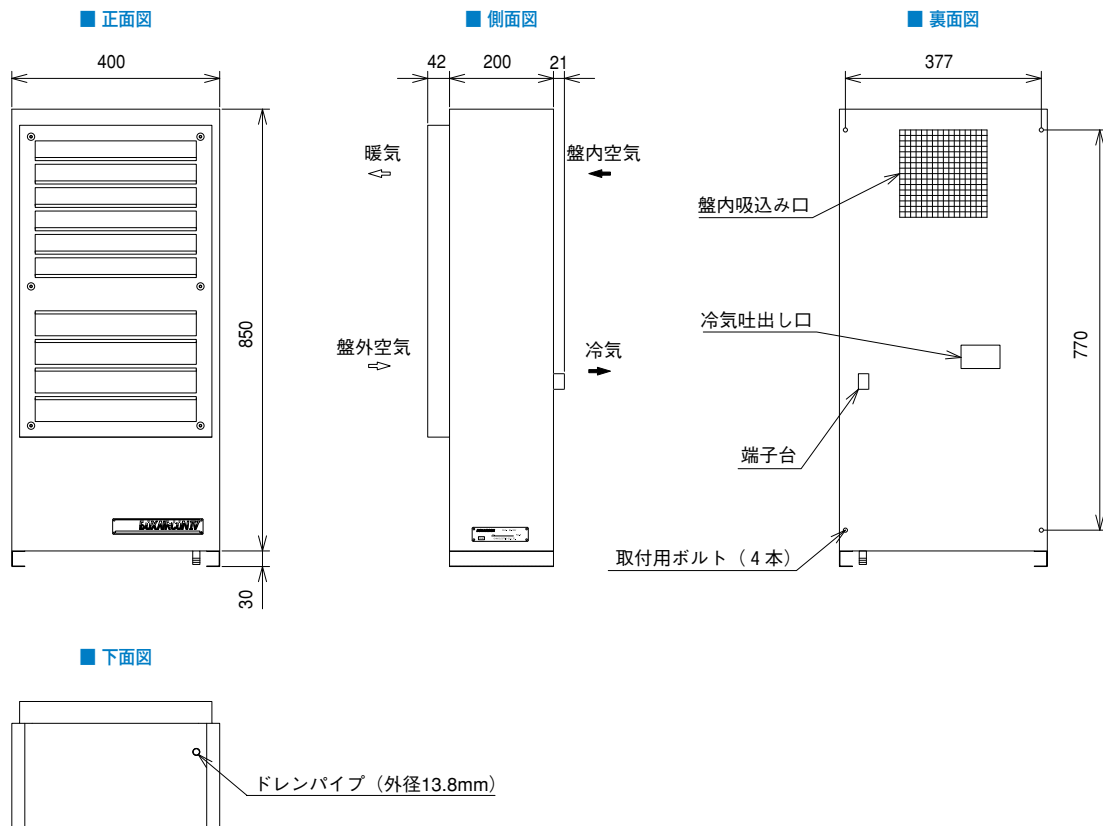 ■ 正面図
■ 側面図
■ 裏面図
400
42
200
21
377
暖気
盤内空気
盤内吸込み口
850
盤外空気
冷気
冷気吐出し口
770
端子台
取付用ボルト（4本）
30
■ 下面図
ドレンパイプ（外径13.8mm）